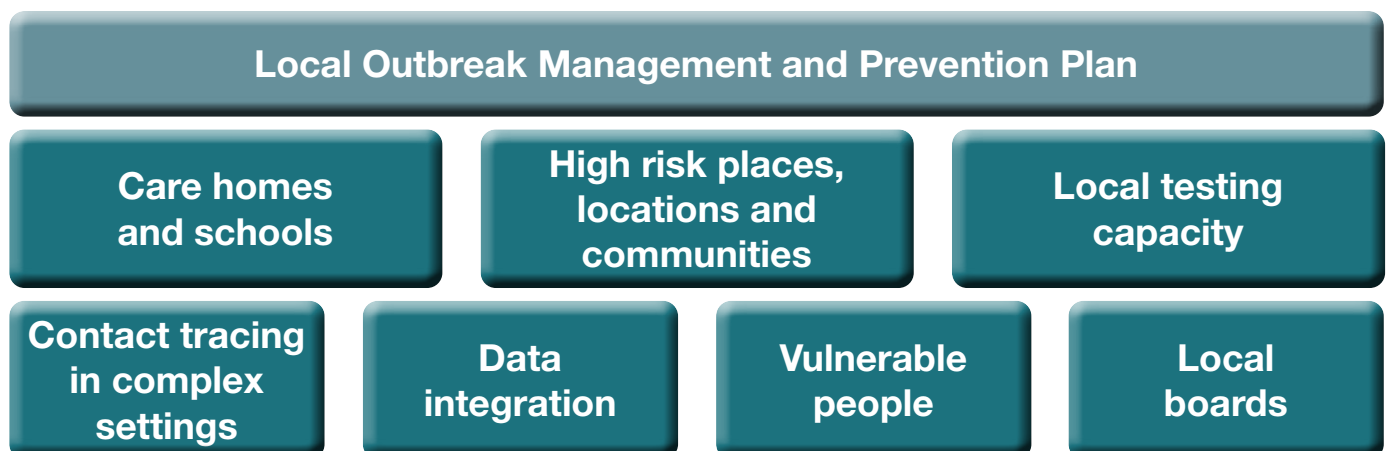 Local Outbreak Management and Prevention Plan
Care homes
and schools
High risk places,
locations and
communities
Local testing
capacity
Contact tracing
in complex
settings
Data
integration
Vulnerable
people
Local
boards